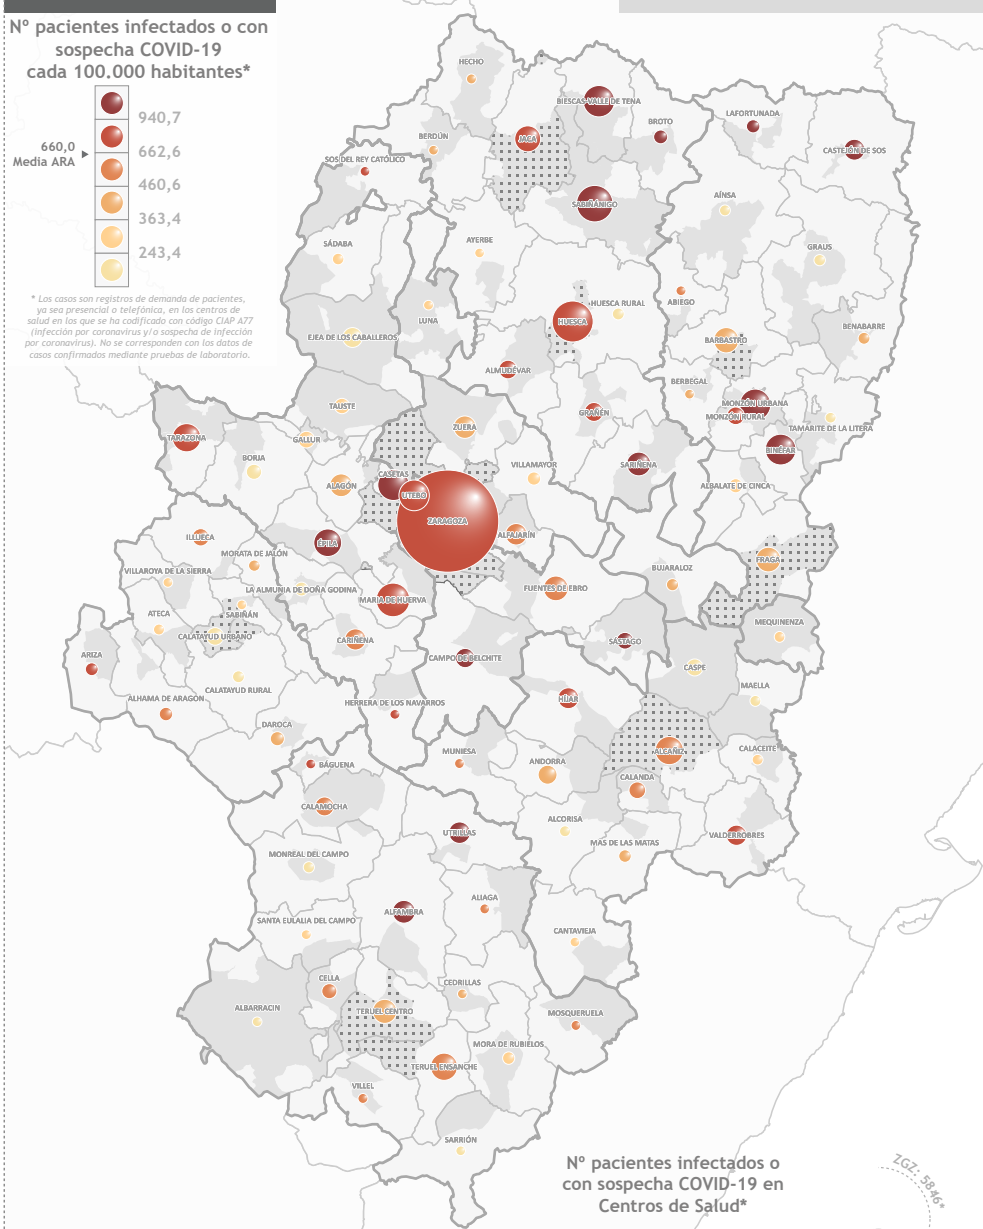 Nº pacientes infectados o con
sospecha COVID-19
cada 100.000 habitantes*
940,7
660,0
Media ARA
662,6
460,6
363,4
243,4
* Los casos son registros de demanda de pacientes,
ya sea presencial o telefónica, en los centros de
salud en los que se ha codificado con código CIAP A77
(infección por coronavirus y/o sospecha de infección
por coronavirus). No se corresponden con los datos de
casos confirmados mediante pruebas de laboratorio.
HECHO
BIESCAS-VALLE DE TENA
LAFORTUNADA
BROTO
BERDÚN
JACA
CASTEJÓN DE SOS
SOS DEL REY CATÓLICO
AÍNSA
SABIÑÁNIGO
SÁDABA
AYERBE
GRAUS
ABIEGO
HUESCA RURAL
LUNA
HUESCA
BENABARRE
EJEA DE LOS CABALLEROS
BARBASTRO
ALMUDÉVAR
BERBEGAL
TAUSTE
MONZÓN URBANA
GRAÑÉN
MONZÓN RURAL
ZUERA
TAMARITE DE LA LITERA
TARAZONA
GALLUR
BINÉFAR
BORJA
VILLAMAYOR
SARIÑENA
CASETAS
ALAGÓN
ALBALATE DE CINCA
UTEBO
ZARAGOZA
ILLUECA
ALFAJARÍN
ÉPILA
MORATA DE JALÓN
FRAGA
VILLAROYA DE LA SIERRA
BUJARALOZ
LA ALMUNIA DE DOÑA GODINA
FUENTES DE EBRO
MARIA DE HUERVA
ATECA
SABIÑÁN
MEQUINENZA
CALATAYUD URBANO
CARIÑENA
SÁSTAGO
ARIZA
CAMPO DE BELCHITE
CASPE
CALATAYUD RURAL
MAELLA
ALHAMA DE ARAGÓN
HERRERA DE LOS NAVARROS
HÍJAR
DAROCA
MUNIESA
ALCAÑIZ
CALACEITE
BÁGUENA
ANDORRA
CALANDA
CALAMOCHA
ALCORISA
UTRILLAS
VALDERROBRES
MAS DE LAS MATAS
MONREAL DEL CAMPO
ALIAGA
ALFAMBRA
SANTA EULALIA DEL CAMPO
CANTAVIEJA
CELLA
CEDRILLAS
ALBARRACIN
TERUEL CENTRO
MOSQUERUELA
MORA DE RUBIELOS
TERUEL ENSANCHE
VILLEL
SARRIÓN
Nº pacientes infectados o
con sospecha COVID-19 en
Centros de Salud*
ZGZ: 5846*